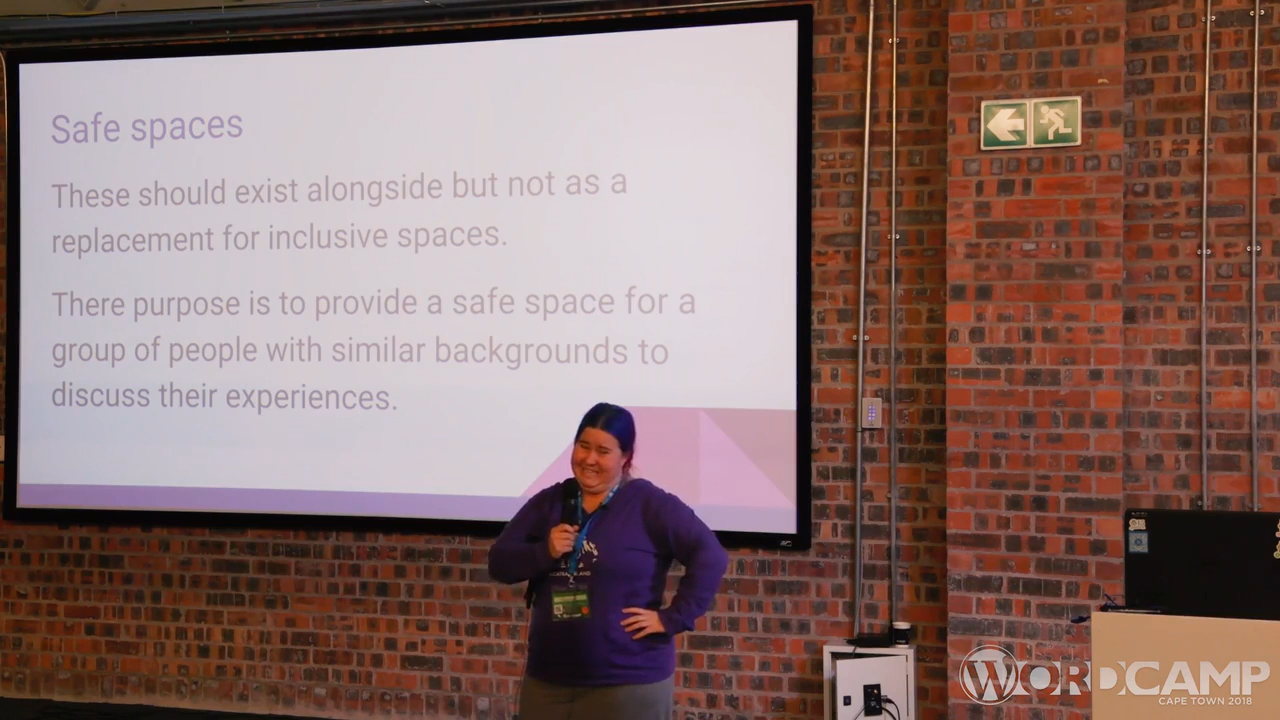 Safe spaces
These should exist alongside but not as a
replacement for inclusive spaces.
There purpose is to provide a safe space for a
group of people with similar backgrounds to
discuss their experiences.
WORDCAMP
CAPE TOWN 2018